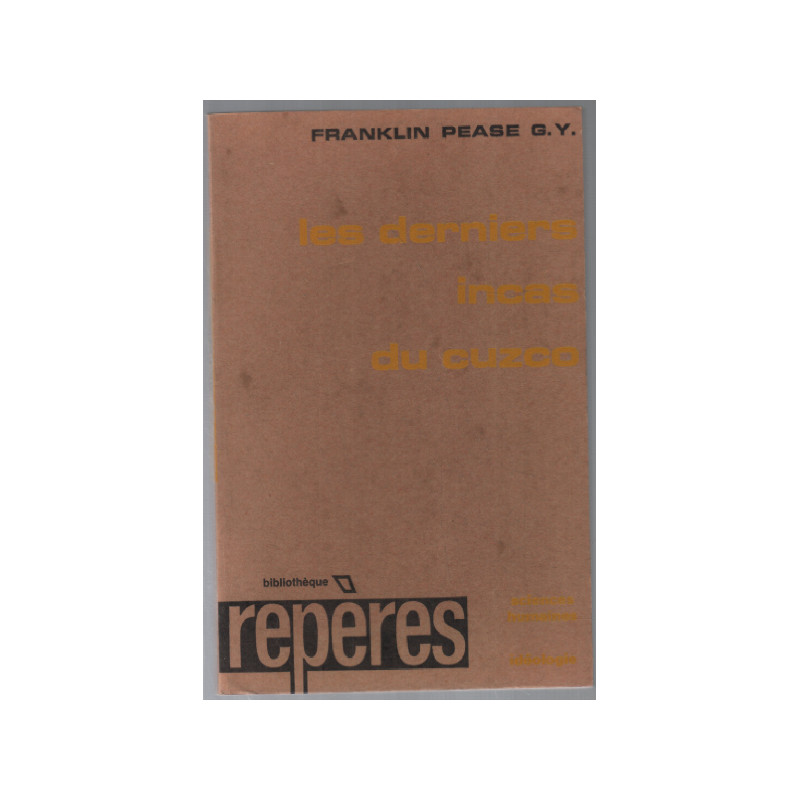 FRANKLIN PEASE G.Y.
les derniers
incas
du cuzco
bibliothèque
repères